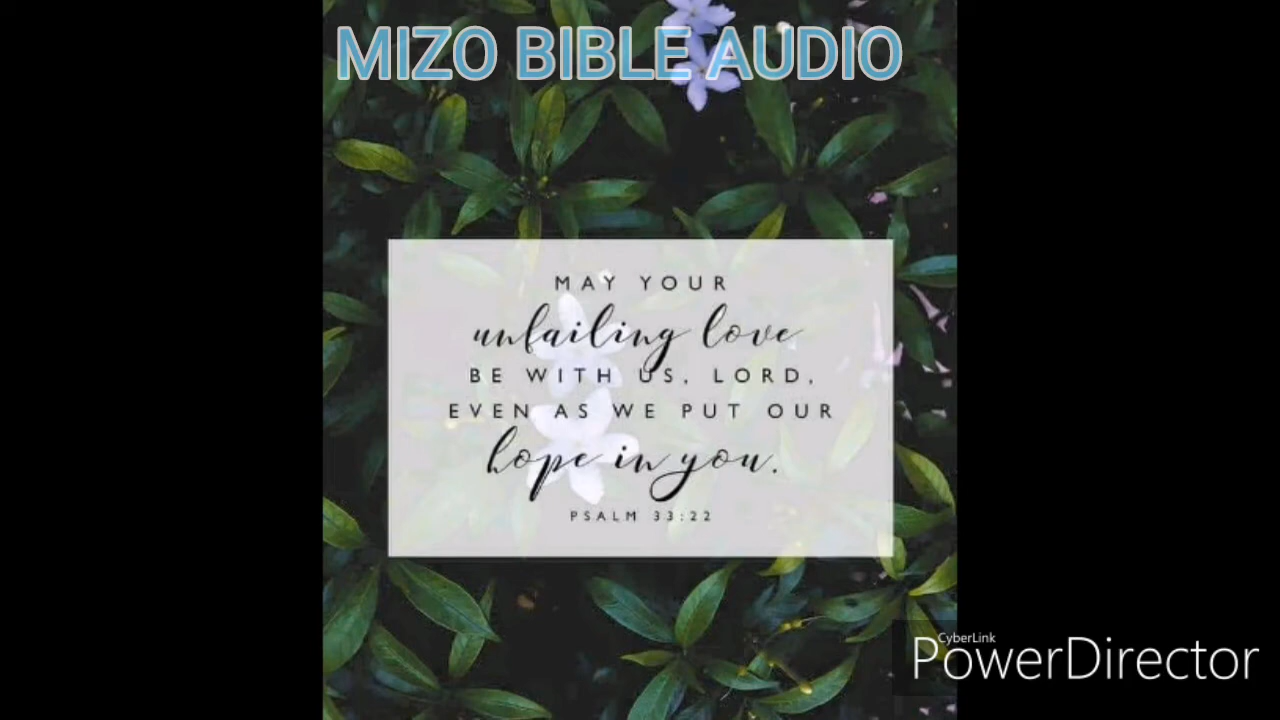 MIZO BIBLE AUDIO
MAY YOUR
unfailing love
BE WITH US, LORD,
EVEN AS WE PUT OUR
hope in you.
PSALM 33:22
CyberLink
PowerDirector